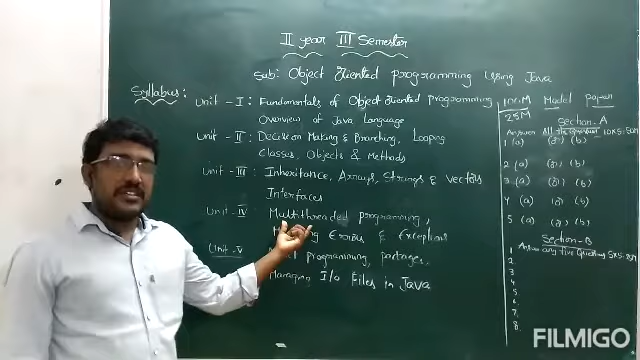 II year III Semester
Sub: Object Oriented programming Using Java
Syllabus:
Unit - I : Fundamentals of Object Oriented programming
Overview of Java Language
Unit - II : Decision Making & Branching, Looping
Classes, Objects & Methods
Unit - III : Inheritance, Arrays, Strings & Vectors
Interfaces
Unit - IV : Multithreaded programming,
Errors & Exceptions
Unit - V
programming, packages,
Managing I/O Files in Java
Model paper
25M
Section - A
Answer All the
1 (a) (or) (b)
2 (a) (or) (b)
3 (a) (or) (b)
4 (a) (or) (b)
5 (a) (or) (b)
Section - B
Answer any five Questions
1
2
3
4
5.
6.
7.
8.
FILMIGO